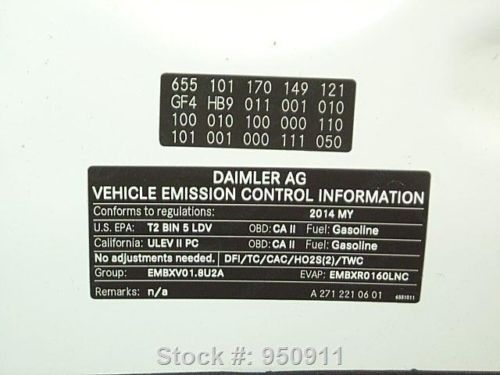 655 101 170 149 121
GF4 HB9 011 001 010
100 010 100 000 110
101 001 000 111 050
DAIMLER AG
VEHICLE EMISSION CONTROL INFORMATION
Conforms to regulations: 2014 MY
U.S. EPA: T2 BIN 5 LDV OBD: CA II Fuel: Gasoline
California: ULEV II PC OBD: CA II Fuel: Gasoline
No adjustments needed. DFI/TC/CAC/HO2S(2)/TWC
Group: EMBXV01.8U2A EVAP: EMBXR0160LNC
Remarks: n/a A 271 221 06 01 6551011
Stock #: 950911